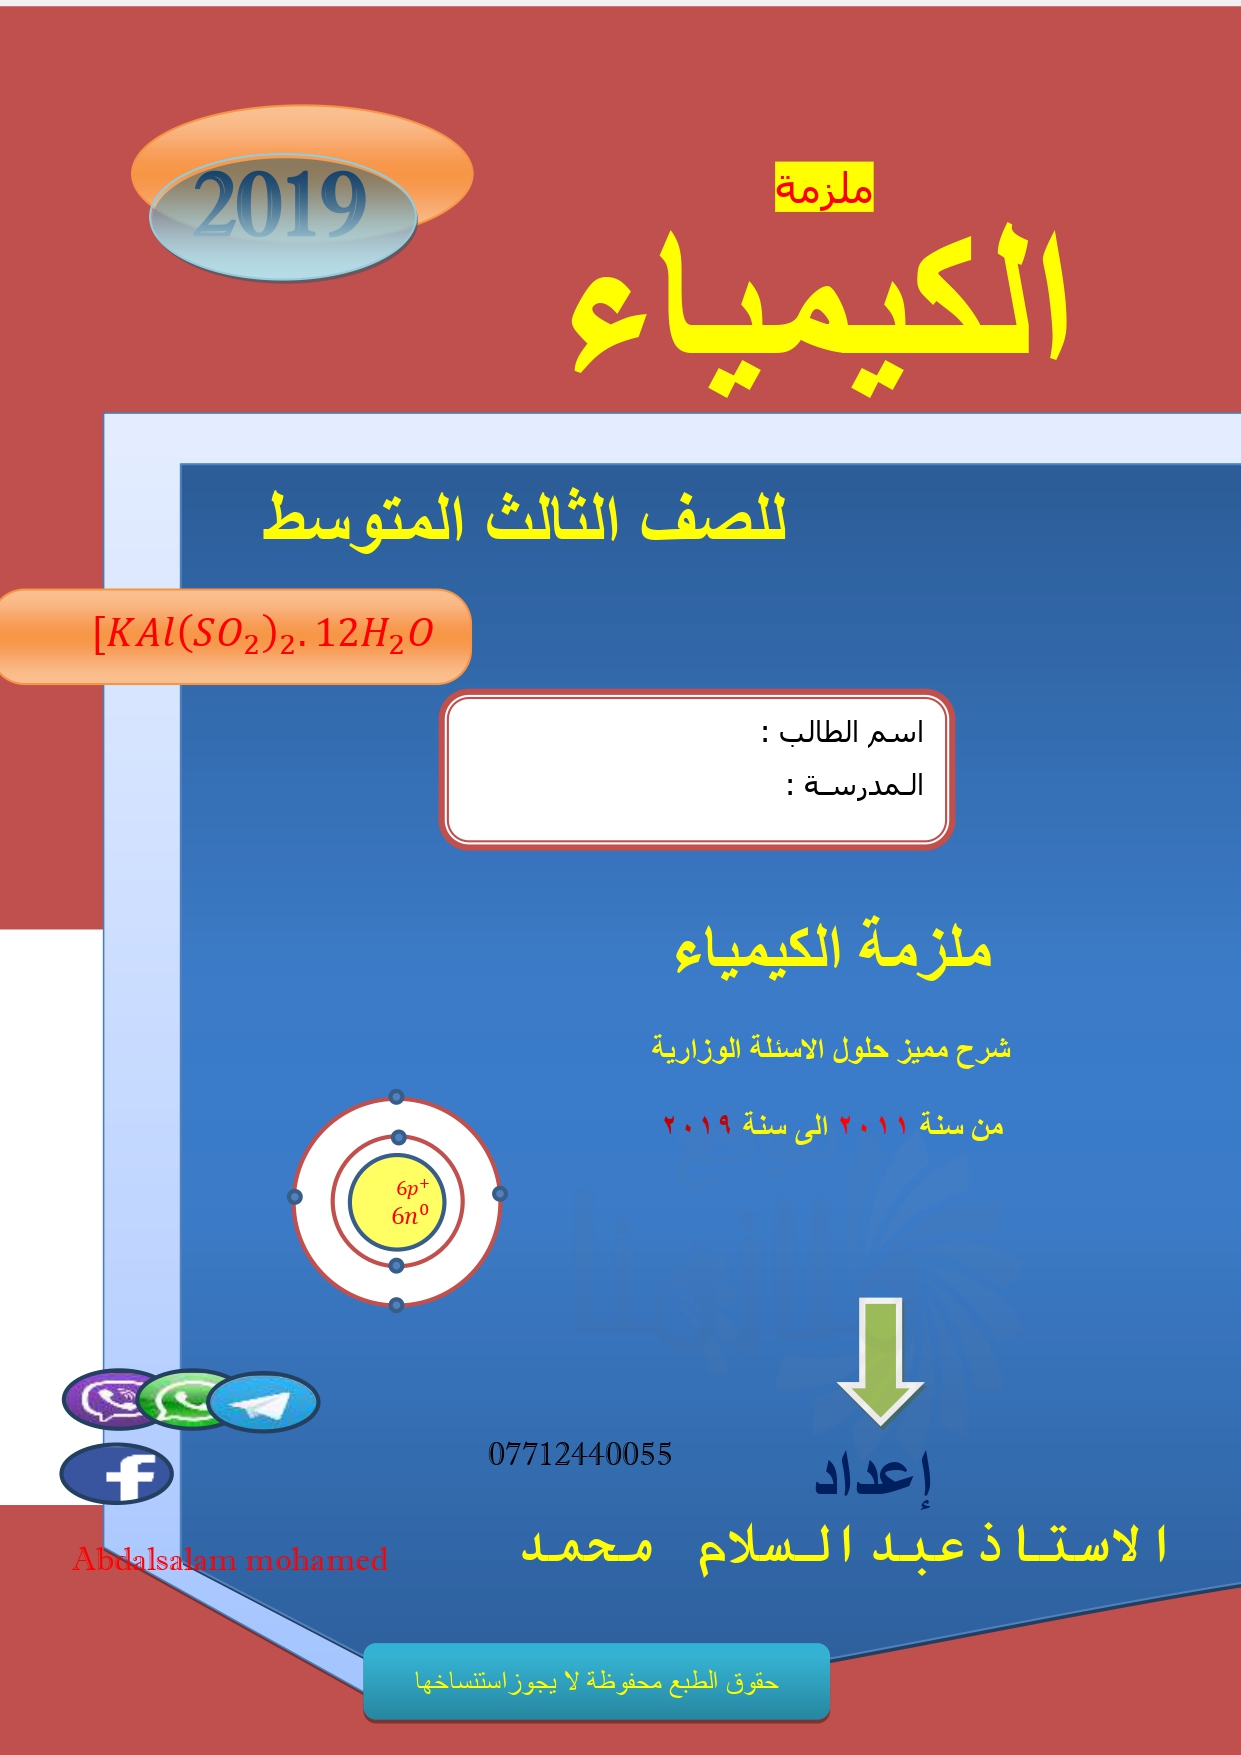 2019
ملزمة
الكيمياء
للصف الثالث المتوسط
[KAl(SO₂)₂.12H₂O
اسم الطالب :
المدرسة :
ملزمة الكيمياء
شرح مميز حلول الاسئلة الوزارية
من سنة ٢٠١١ الى سنة ٢٠١٩
6p⁺
6n⁰
07712440055
إعداد
الاستاذ عبد السلام محمد
Abdalsalam mohamed
حقوق الطبع محفوظة لا يجوز استنساخها